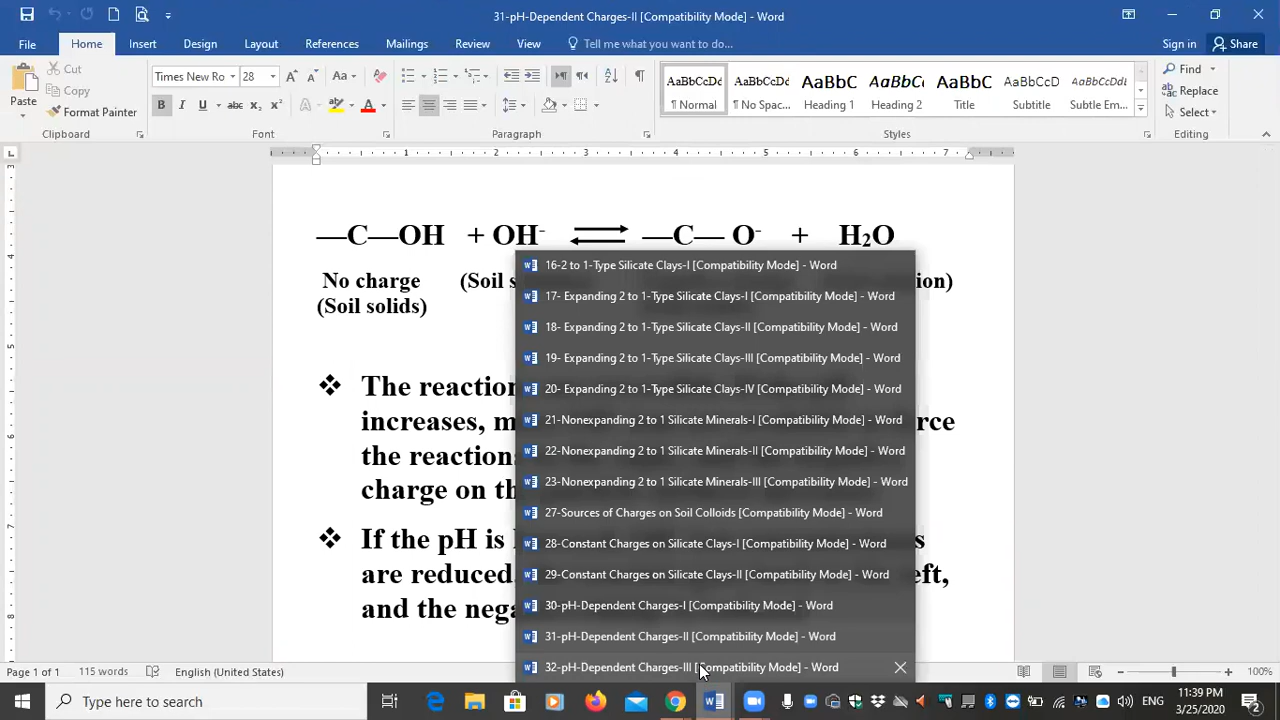 31-pH-Dependent Charges-II [Compatibility Mode] - Word
File Home Insert Design Layout References Mailings Review View Tell me what you want to do... Sign in Share
Paste Cut Copy Format Painter
Clipboard
Times New Ro 28 Aa
B I U abc x₂ x² A ab A
Font
Paragraph
AaBbCcDc AaBbCcDc AaBbC AaBbCc AaBbC AaBbCcD AaBbCcDc
¶ Normal ¶ No Spac... Heading Heading 2 Title Subtitle Subtle Em...
Styles
Find
Replace
Select
Editing
1 2 3 4 5 6 7
—C—OH + OH- —C— O- + H₂O
No charge (Soil s
(Soil solids)
The reaction
increases, m rce
the reactions
charge on th
If the pH is s
are reduced, eft,
and the nega
16-2 to 1-Type Silicate Clays-I [Compatibility Mode] - Word
17- Expanding 2 to 1-Type Silicate Clays-I [Compatibility Mode] - Word
18- Expanding 2 to 1-Type Silicate Clays-II [Compatibility Mode] - Word
19- Expanding 2 to 1-Type Silicate Clays-III [Compatibility Mode] - Word
20- Expanding 2 to 1-Type Silicate Clays-IV [Compatibility Mode] - Word
21-Nonexpanding 2 to 1 Silicate Minerals-I [Compatibility Mode] - Word
22-Nonexpanding 2 to 1 Silicate Minerals-II [Compatibility Mode] - Word
23-Nonexpanding 2 to 1 Silicate Minerals-III [Compatibility Mode] - Word
27-Sources of Charges on Soil Colloids [Compatibility Mode] - Word
28-Constant Charges on Silicate Clays-I [Compatibility Mode] - Word
29-Constant Charges on Silicate Clays-II [Compatibility Mode] - Word
30-pH-Dependent Charges-I [Compatibility Mode] - Word
31-pH-Dependent Charges-II [Compatibility Mode] - Word
32-pH-Dependent Charges-III [Compatibility Mode] - Word
Page 1 of 1 115 words English (United States) 100%
Type here to search
ENG
11:39 PM
3/25/2020